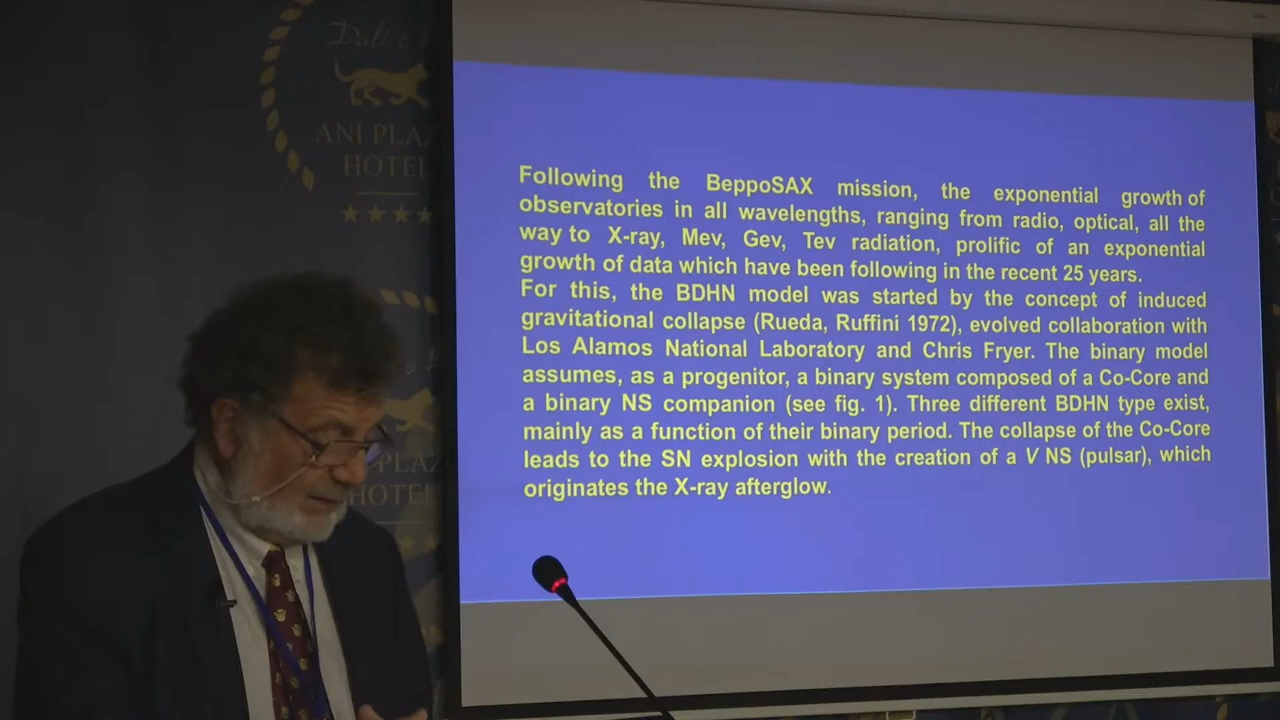 ANI PLA
HOTEL
★★★★
Following the BeppoSAX mission, the exponential growth of
observatories in all wavelengths, ranging from radio, optical, all the
way to X-ray, Mev, Gev, Tev radiation, prolific of an exponential
growth of data which have been following in the recent 25 years.
For this, the BDHN model was started by the concept of induced
gravitational collapse (Rueda, Ruffini 1972), evolved collaboration with
Los Alamos National Laboratory and Chris Fryer. The binary model
assumes, as a progenitor, a binary system composed of a Co-Core and
a binary NS companion (see fig. 1). Three different BDHN type exist,
mainly as a function of their binary period. The collapse of the Co-Core
leads to the SN explosion with the creation of a V NS (pulsar), which
originates the X-ray afterglow.
PLAZ
HOTE